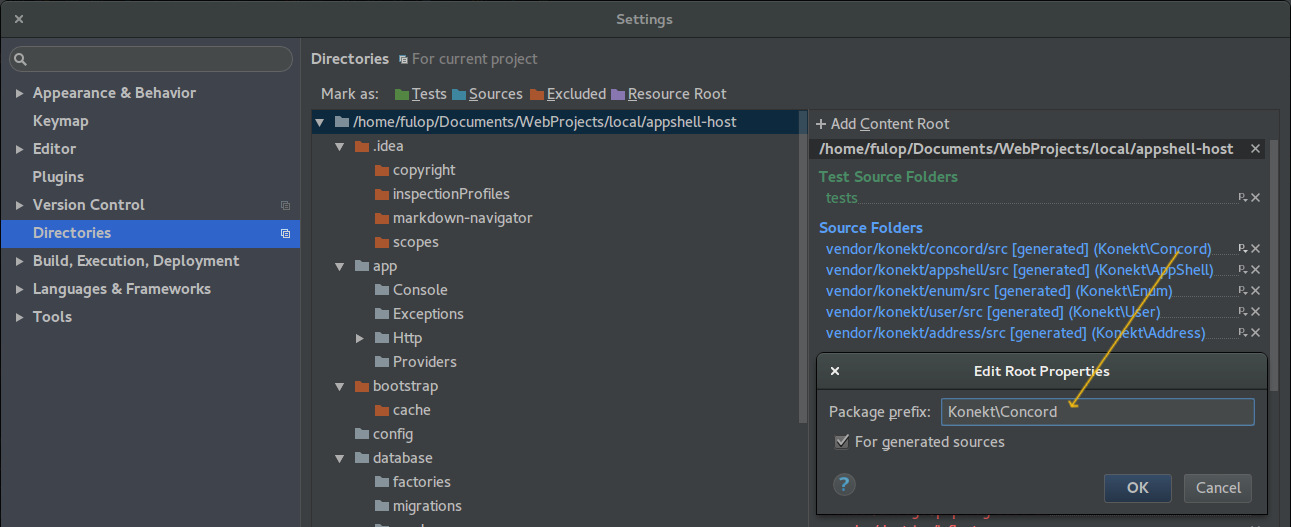 Settings
Appearance & Behavior
Keymap
Editor
Plugins
Version Control
Directories
Build, Execution, Deployment
Languages & Frameworks
Tools
Directories For current project
Mark as: Tests Sources Excluded Resource Root
/home/fulop/Documents/WebProjects/local/appshell-host
.idea
copyright
inspectionProfiles
markdown-navigator
scopes
app
Console
Exceptions
Http
Providers
bootstrap
cache
config
database
factories
migrations
+ Add Content Root
/home/fulop/Documents/WebProjects/local/appshell-host
Test Source Folders
tests
Source Folders
vendor/konekt/concord/src [generated] (Konekt\Concord)
vendor/konekt/appshell/src [generated] (Konekt\AppShell)
vendor/konekt/enum/src [generated] (Konekt\Enum)
vendor/konekt/user/src [generated] (Konekt\User)
vendor/konekt/address/src [generated] (Konekt\Address)
Edit Root Properties
Package prefix: Konekt\Concord
For generated sources
? OK Cancel